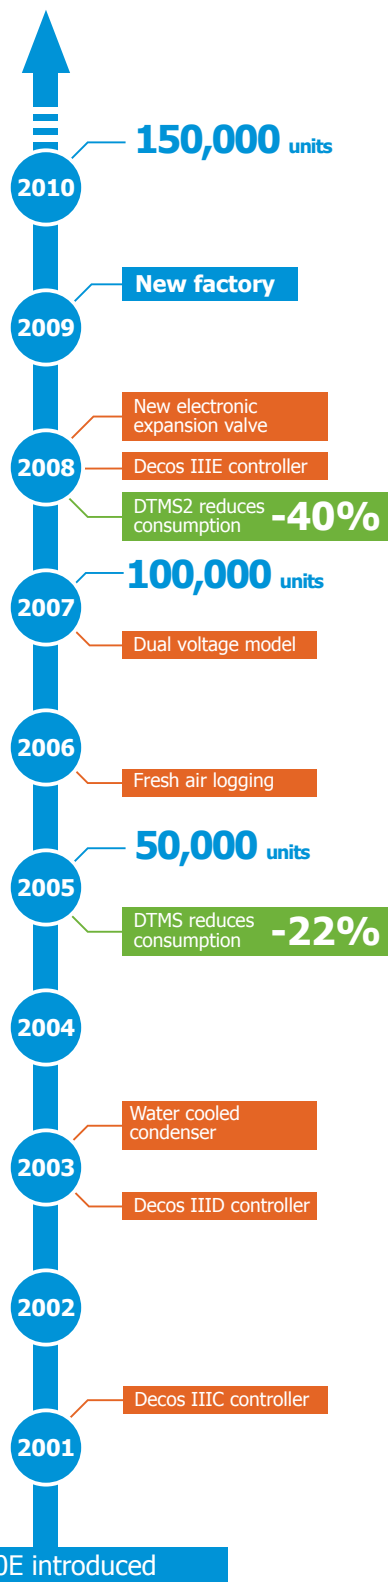 150,000 units
2010
New factory
2009
New electronic
expansion valve
2008
Decos IIIE controller
DTMS2 reduces
consumption -40%
100,000 units
2007
Dual voltage model
2006
Fresh air logging
50,000 units
2005
DTMS reduces
consumption -22%
2004
Water cooled
condenser
2003
Decos IIID controller
2002
Decos IIIC controller
2001
0E introduced